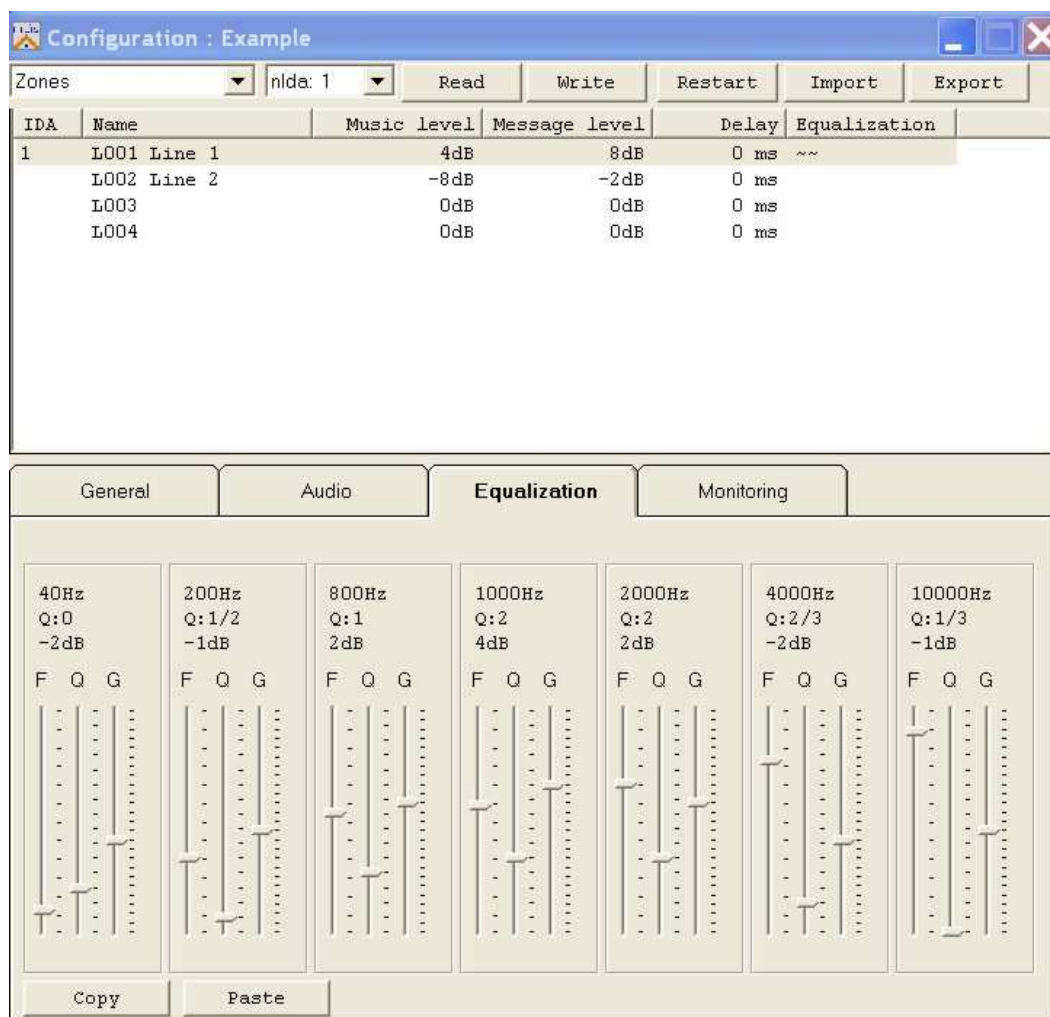 Configuration : Example
Zones nIda: 1 Read Write Restart Import Export
IDA Name Music level Message level Delay Equalization
1 L001 Line 1 4dB 8dB 0 ms ~~
L002 Line 2 -8dB -2dB 0 ms
L003 0dB 0dB 0 ms
L004 0dB 0dB 0 ms
General Audio Equalization Monitoring
40Hz 200Hz 800Hz 1000Hz 2000Hz 4000Hz 10000Hz
Q:0 Q:1/2 Q:1 Q:2 Q:2 Q:2/3 Q:1/3
-2dB -1dB 2dB 4dB 2dB -2dB -1dB
F Q G F Q G F Q G F Q G F Q G F Q G F Q G
Copy Paste